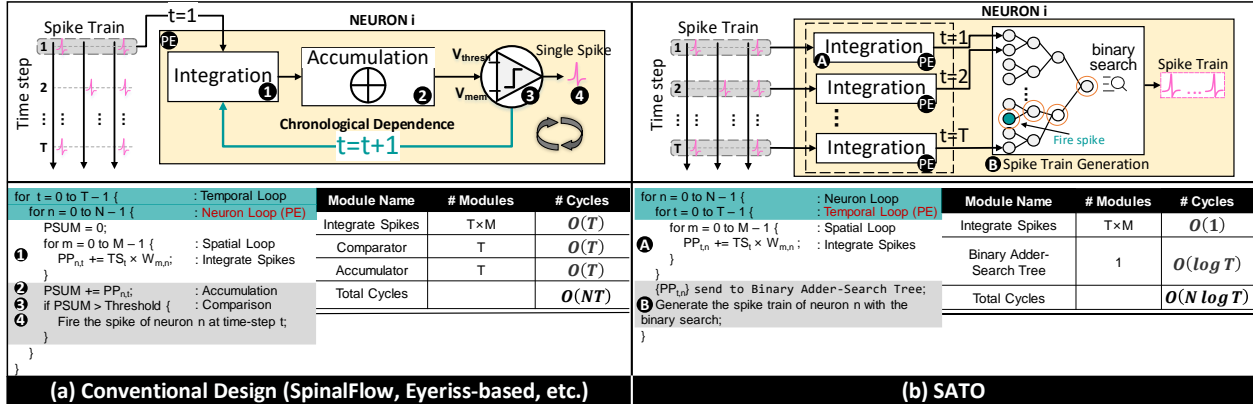 Spike Train
t=1
NEURON i
Time step
1
2
T
PE
Integration
1
Accumulation
2
V_thresh
V_mem
3
Single Spike
4
Chronological Dependence
t=t+1
for t = 0 to T – 1 { : Temporal Loop
for n = 0 to N – 1 { : Neuron Loop (PE)
PSUM = 0;
for m = 0 to M – 1 { : Spatial Loop
1 PP_{n,t} += TS_t × W_{m,n}; : Integrate Spikes
}
2 PSUM += PP_{n,t}; : Accumulation
3 if PSUM > Threshold { : Comparison
4 Fire the spike of neuron n at time-step t;
}
}
}
Module Name # Modules # Cycles
Integrate Spikes T×M O(T)
Comparator T O(T)
Accumulator T O(T)
Total Cycles O(NT)
(a) Conventional Design (SpinalFlow, Eyeriss-based, etc.)
Spike Train
NEURON i
Time step
1
2
T
Integration
A
PE
t=1
Integration
PE
t=2
Integration
PE
t=T
binary
search
Fire spike
B Spike Train Generation
Spike Train
...
for n = 0 to N – 1 { : Neuron Loop
for t = 0 to T – 1 { : Temporal Loop (PE)
for m = 0 to M – 1 { : Spatial Loop
A PP_{t,n} += TS_t × W_{m,n}; : Integrate Spikes
}
}
{PP_{t,n}} send to Binary Adder-Search Tree;
B Generate the spike train of neuron n with the
binary search;
}
Module Name # Modules # Cycles
Integrate Spikes T×M O(1)
Binary Adder-
Search Tree 1 O(log T)
Total Cycles O(N log T)
(b) SATO